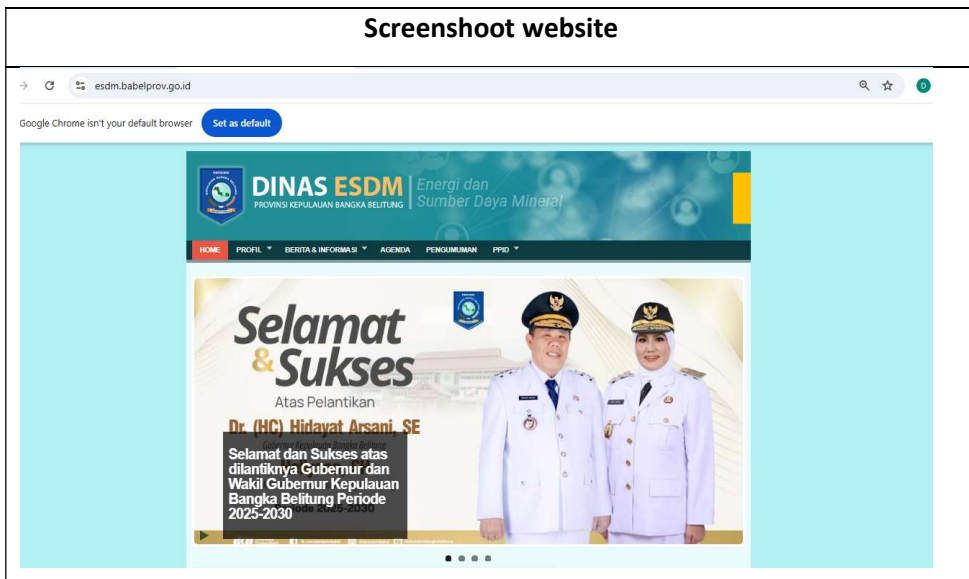 Screenshoot website
esdm.babelprov.go.id
D
Google Chrome isn't your default browser
Set as default
DINAS ESDM
PROVINSI KEPULAUAN BANGKA BELITUNG
Energi dan
Sumber Daya Mineral
HOME PROFIL BERITA & INFORMASI AGENDA PENGUMUMAN PPID
Selamat
& Sukses
Atas Pelantikan
Dr. (HC) Hidayat Arsani, SE
Selamat dan Sukses atas
dilantiknya Gubernur dan
Wakil Gubernur Kepulauan
Bangka Belitung Periode
2025-2030